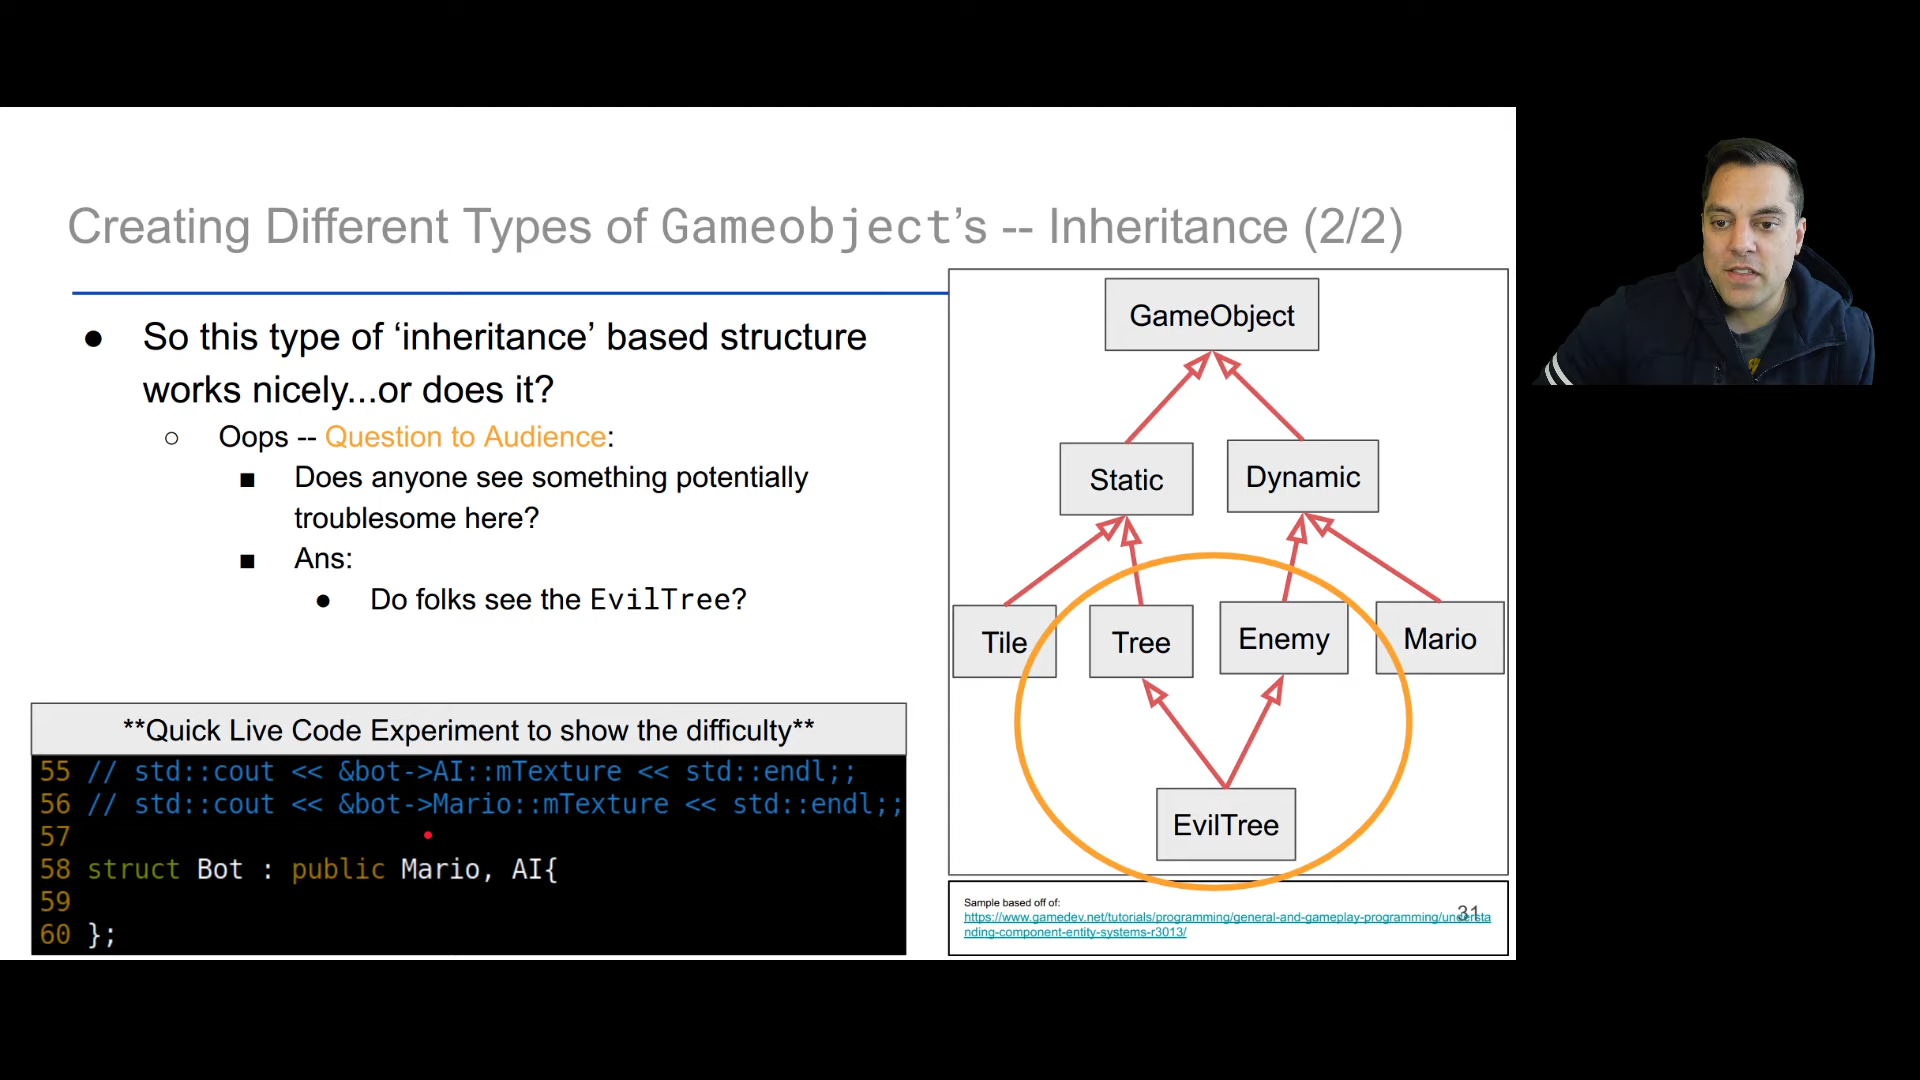 Creating Different Types of Gameobject’s -- Inheritance (2/2)
● So this type of ‘inheritance’ based structure
works nicely...or does it?
○ Oops -- Question to Audience:
■ Does anyone see something potentially
troublesome here?
■ Ans:
● Do folks see the EvilTree?
**Quick Live Code Experiment to show the difficulty**
55 // std::cout << &bot->AI::mTexture << std::endl;;
56 // std::cout << &bot->Mario::mTexture << std::endl;;
57
58 struct Bot : public Mario, AI{
59
60 };
GameObject
Static
Dynamic
Tile
Tree
Enemy
Mario
EvilTree
Sample based off of:
https://www.gamedev.net/tutorials/programming/general-and-gameplay-programming/understa
nding-component-entity-systems-r3013/
31